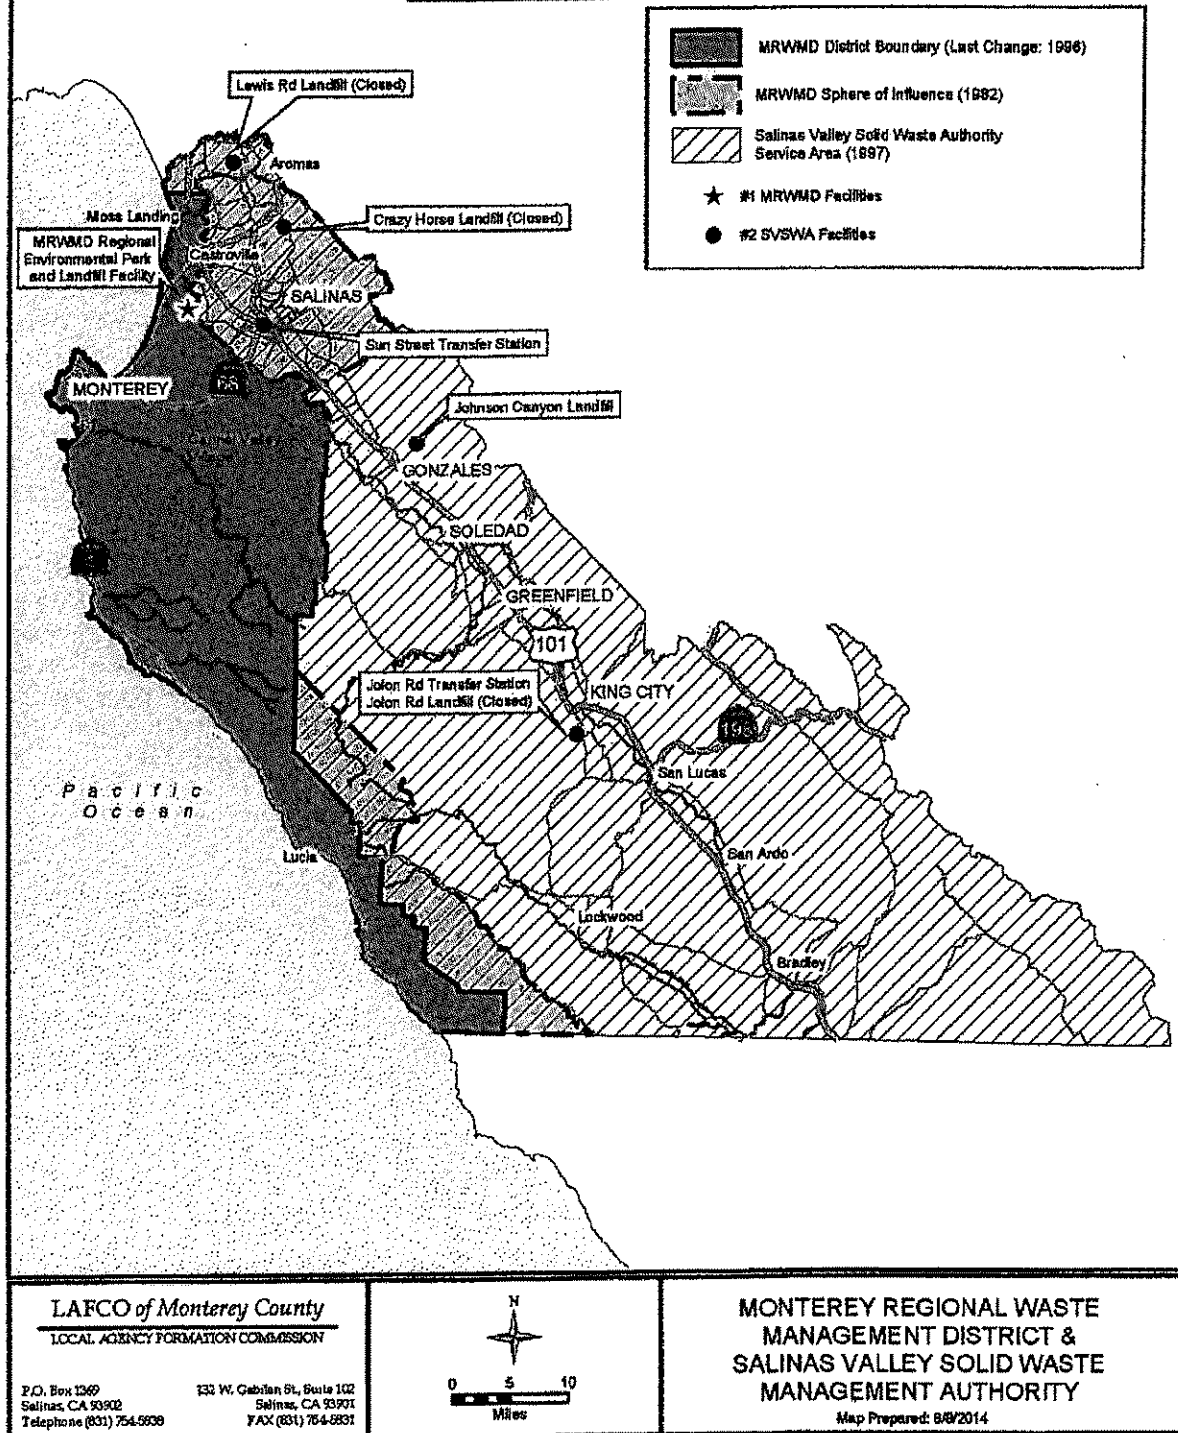 MRWMD District Boundary (Last Change: 1996)
MRWMD Sphere of Influence (1982)
Salinas Valley Solid Waste Authority
Service Area (1997)
#1 MRWMD Facilities
#2 SVSWA Facilities
Lewis Rd Landfill (Closed)
Aromas
Moss Landing
Crazy Horse Landfill (Closed)
MRWMD Regional
Environmental Park
and Landfill Facility
Castroville
SALINAS
Sun Street Transfer Station
MONTEREY
68
Johnson Canyon Landfill
Carmel Valley
Village
GONZALES
SOLEDAD
1
GREENFIELD
101
Jolon Rd Transfer Station
Jolon Rd Landfill (Closed)
KING CITY
198
San Lucas
Pacific
Ocean
Lucia
San Ardo
Lockwood
Bradley
LAFCO of Monterey County
LOCAL AGENCY FORMATION COMMISSION
P.O. Box 1369
Salinas, CA 93902
Telephone (831) 754-5838
132 W. Gabilan St., Suite 102
Salinas, CA 93901
FAX (831) 754-5831
N
0 5 10
Miles
MONTEREY REGIONAL WASTE
MANAGEMENT DISTRICT &
SALINAS VALLEY SOLID WASTE
MANAGEMENT AUTHORITY
Map Prepared: